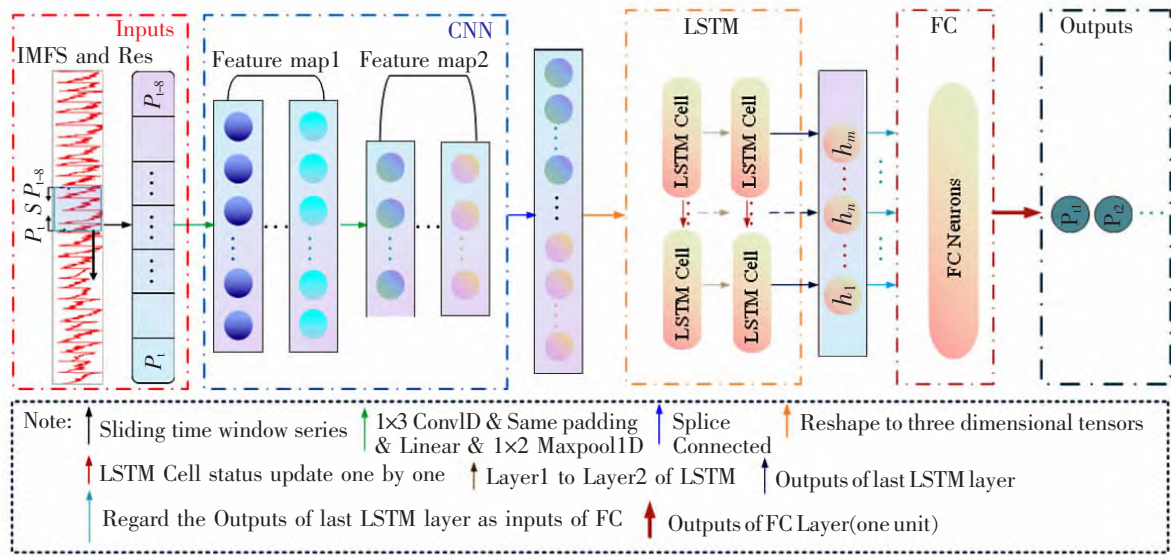 Inputs
IMFS and Res
P_{t-8}
P_t S P_{t-8}
P_t
CNN
Feature map1
Feature map2
LSTM
LSTM Cell
LSTM Cell
LSTM Cell
LSTM Cell
h_m
h_n
h_1
FC
FC Neurons
Outputs
P_{t1}
P_{t2}
Note:
Sliding time window series
1×3 ConvlD & Same padding
& Linear & 1×2 Maxpool1D
Splice
Connected
Reshape to three dimensional tensors
LSTM Cell status update one by one
Layer1 to Layer2 of LSTM
Outputs of last LSTM layer
Regard the Outputs of last LSTM layer as inputs of FC
Outputs of FC Layer(one unit)